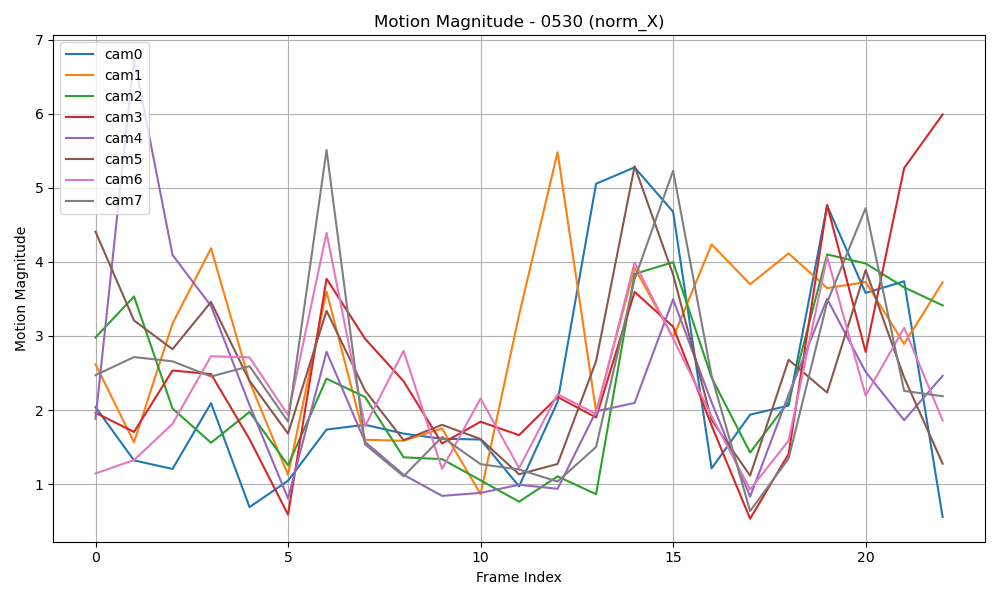 Motion Magnitude - 0530 (norm_X)
7
6
5
4
3
2
1
Motion Magnitude
cam0
cam1
cam2
cam3
cam4
cam5
cam6
cam7
0 5 10 15 20
Frame Index